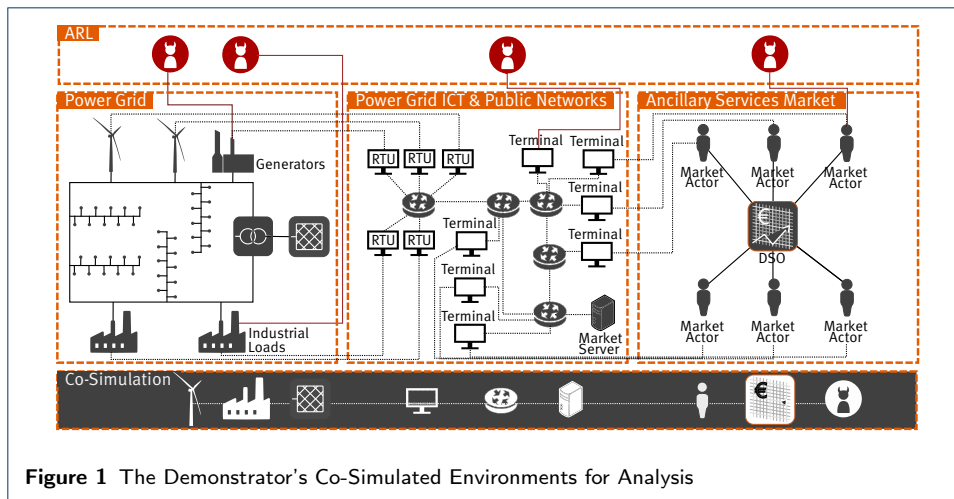 ARL
Power Grid
Power Grid ICT & Public Networks
Ancillary Services Market
Generators
RTU
RTU
RTU
Terminal
Terminal
Terminal
Terminal
RTU
RTU
Terminal
Terminal
Terminal
Market
Server
Industrial
Loads
Market
Actor
Market
Actor
Market
Actor
€
DSO
Market
Actor
Market
Actor
Market
Actor
Co-Simulation
€
Figure 1 The Demonstrator's Co-Simulated Environments for Analysis